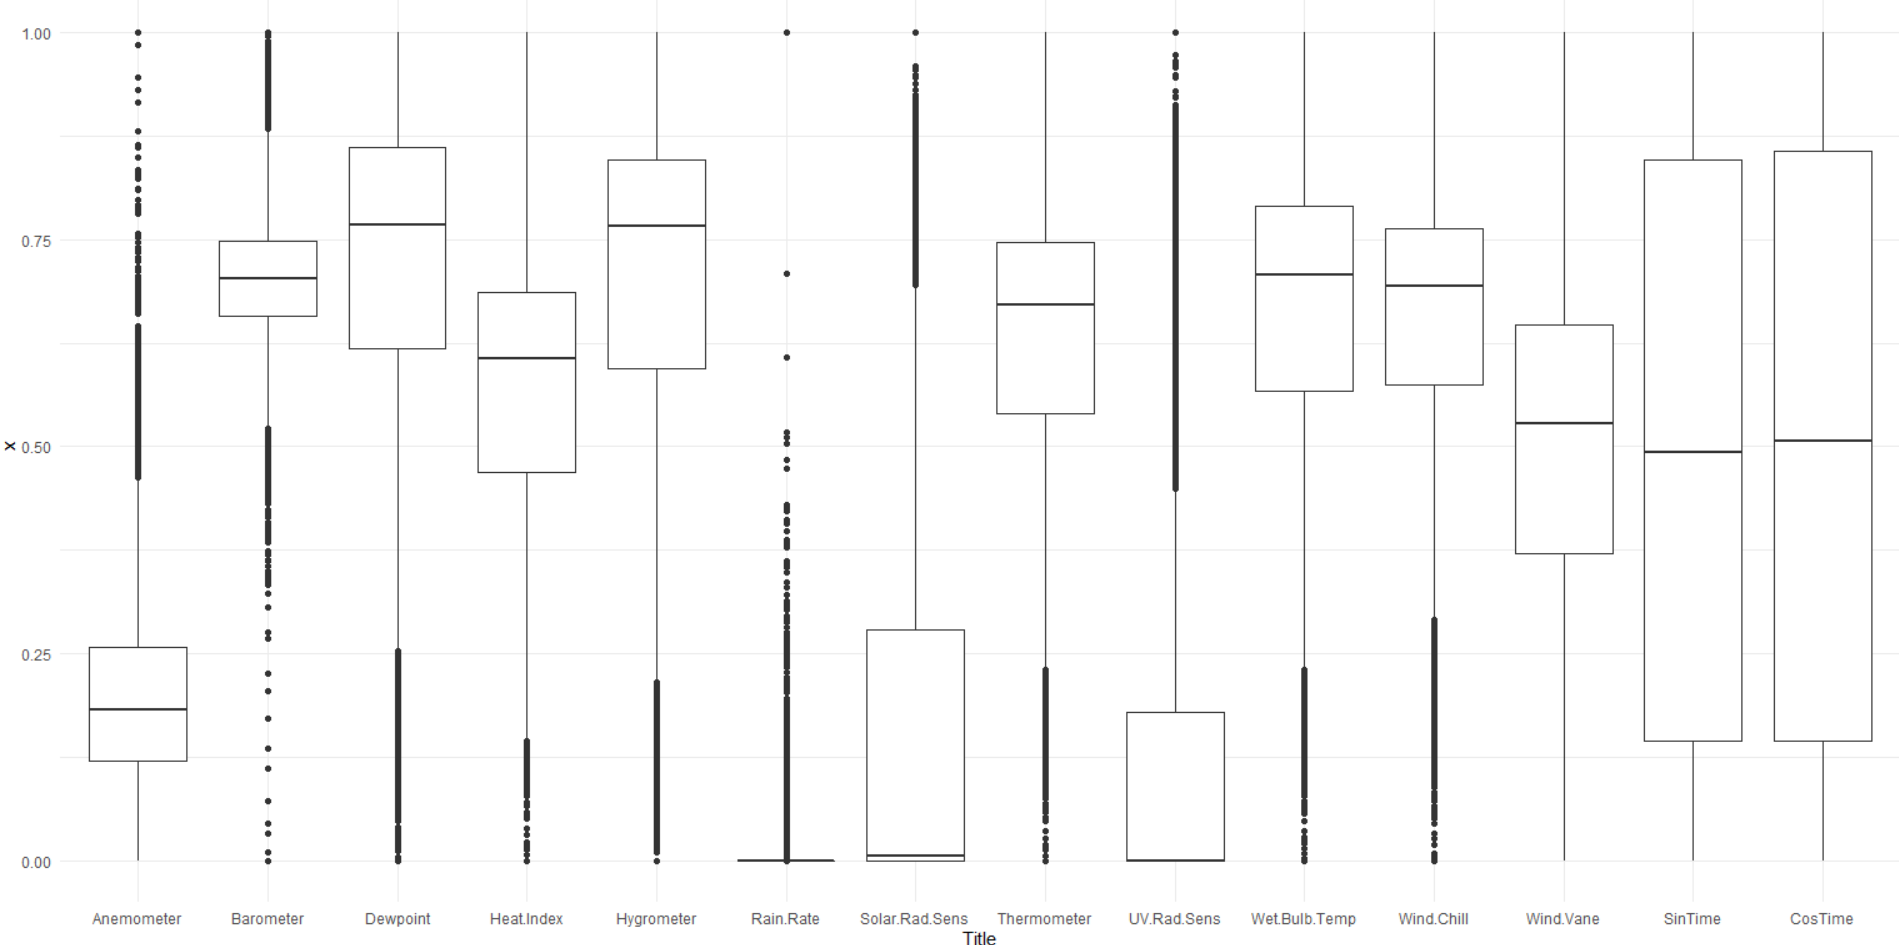 1.00
0.75
x 0.50
0.25
0.00
Anemometer Barometer Dewpoint Heat.Index Hygrometer Rain.Rate Solar.Rad.Sens Thermometer UV.Rad.Sens Wet.Bulb.Temp Wind.Chill Wind.Vane SinTime CosTime
Title